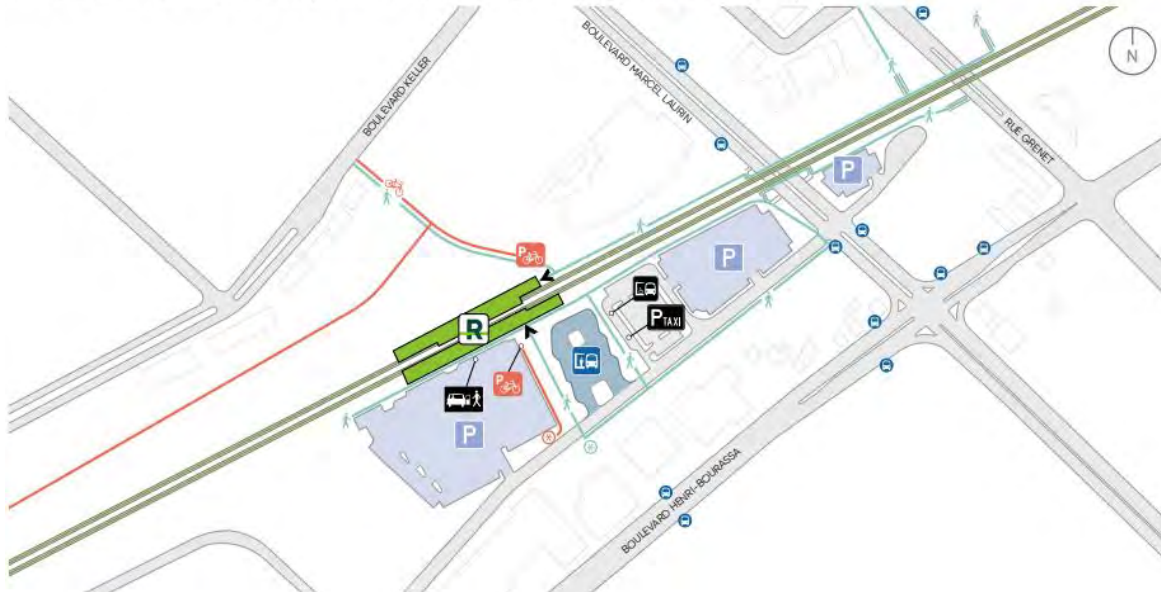 BOULEVARD MARCEL LAURIN
N
BOULEVARD KELLER
RUE GRENET
P
P
P
R
P TAXI
P
P
BOULEVARD HENRI-BOURASSA